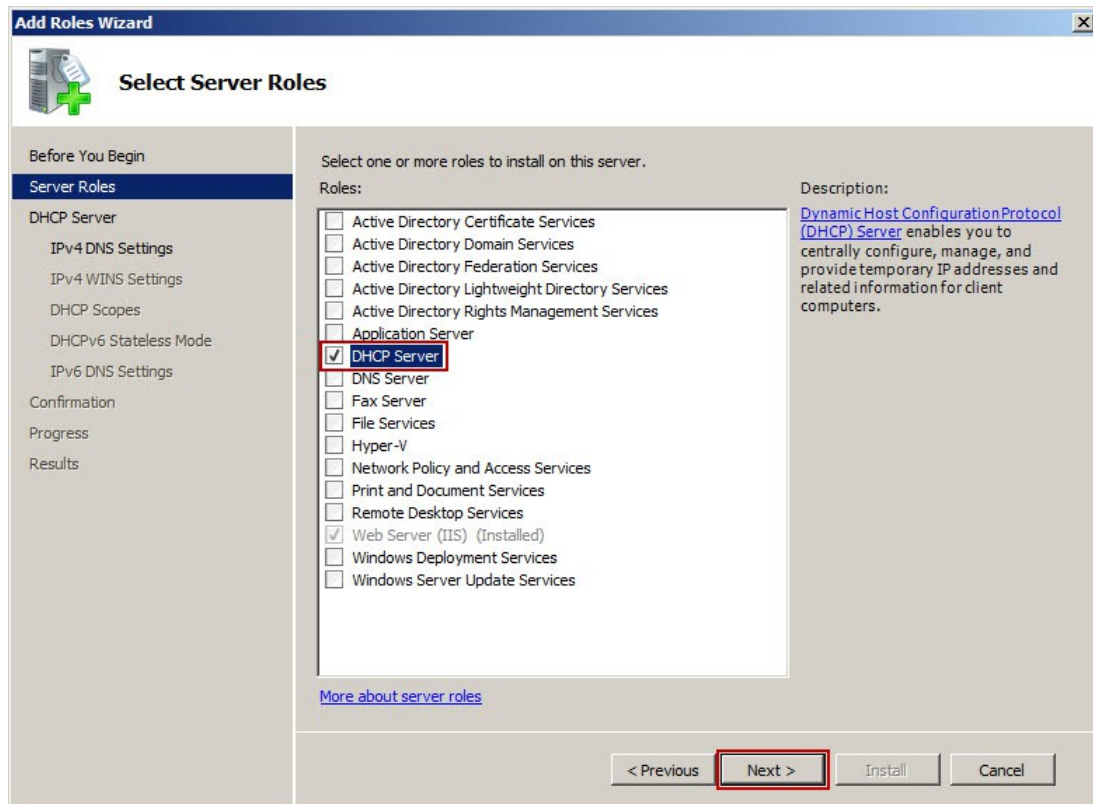 Add Roles Wizard
Select Server Roles
Before You Begin
Server Roles
DHCP Server
IPv4 DNS Settings
IPv4 WINS Settings
DHCP Scopes
DHCPv6 Stateless Mode
IPv6 DNS Settings
Confirmation
Progress
Results
Select one or more roles to install on this server.
Roles:
Active Directory Certificate Services
Active Directory Domain Services
Active Directory Federation Services
Active Directory Lightweight Directory Services
Active Directory Rights Management Services
Application Server
DHCP Server
DNS Server
Fax Server
File Services
Hyper-V
Network Policy and Access Services
Print and Document Services
Remote Desktop Services
Web Server (IIS) (Installed)
Windows Deployment Services
Windows Server Update Services
More about server roles
Description:
Dynamic Host Configuration Protocol
(DHCP) Server enables you to
centrally configure, manage, and
provide temporary IP addresses and
related information for client
computers.
< Previous
Next >
Install
Cancel